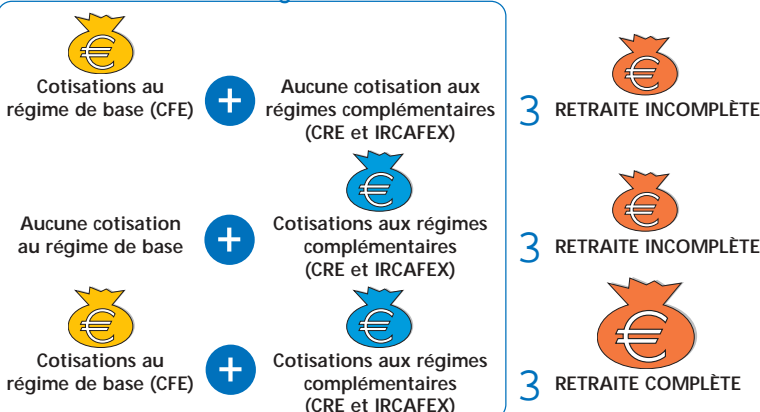 Cotisations au
régime de base (CFE)
+
Aucune cotisation aux
régimes complémentaires
(CRE et IRCAFEX)
3 RETRAITE INCOMPLÈTE
Aucune cotisation
au régime de base
+
Cotisations aux régimes
complémentaires
(CRE et IRCAFEX)
3 RETRAITE INCOMPLÈTE
Cotisations au
régime de base (CFE)
+
Cotisations aux régimes
complémentaires
(CRE et IRCAFEX)
3 RETRAITE COMPLÈTE